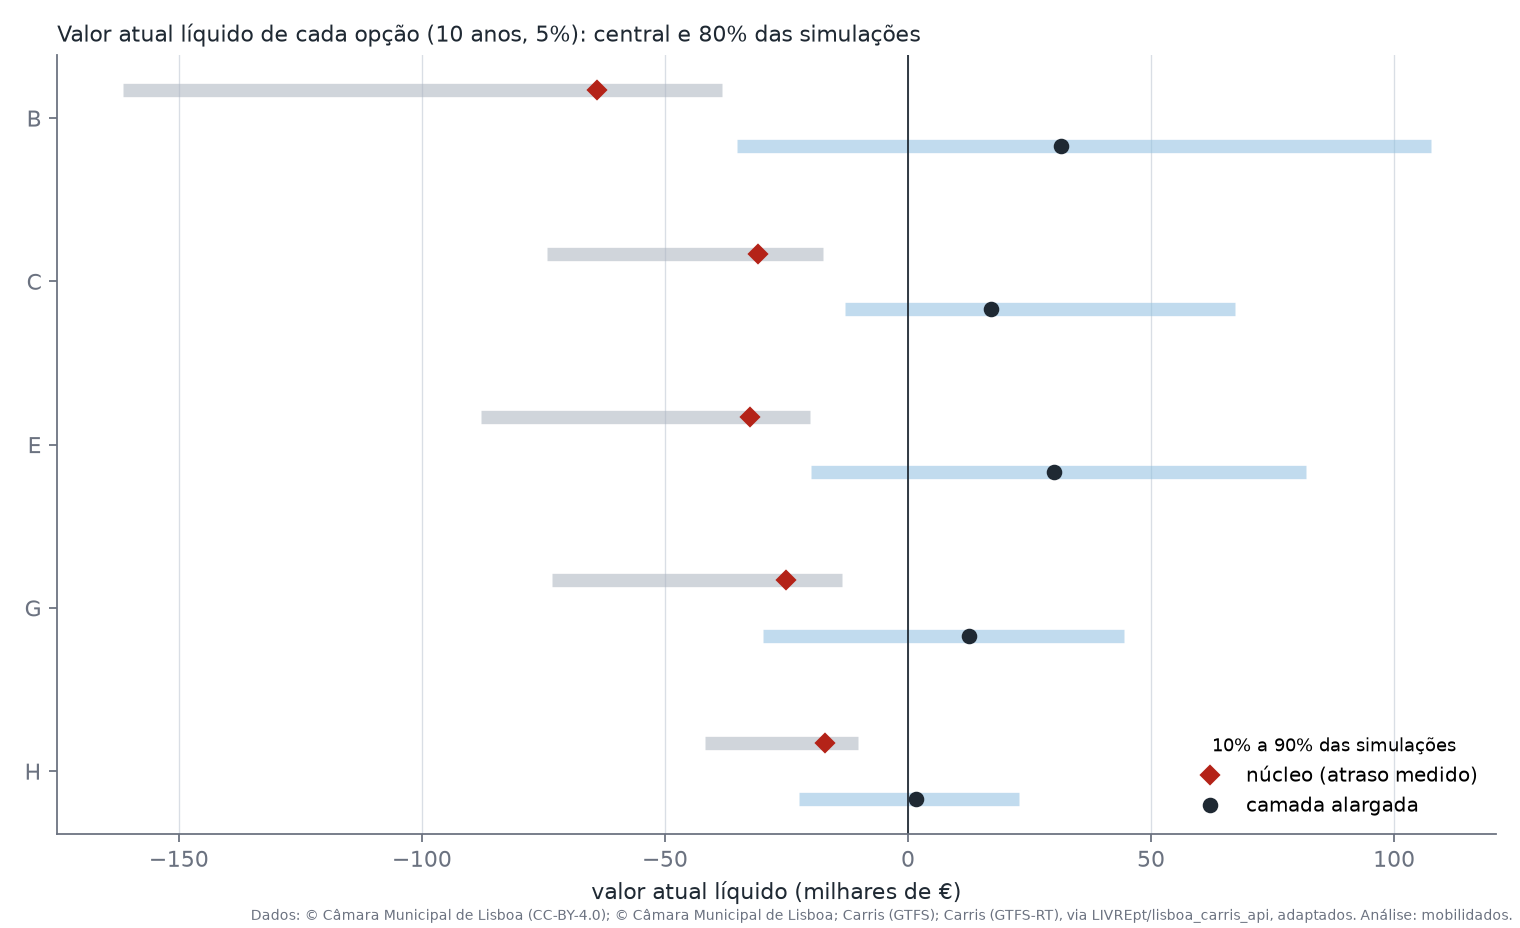 Valor atual líquido de cada opção (10 anos, 5%): central e 80% das simulações
B
C
E
G
H
10% a 90% das simulações
núcleo (atraso medido)
camada alargada
−150 −100 −50 0 50 100
valor atual líquido (milhares de €)
Dados: © Câmara Municipal de Lisboa (CC-BY-4.0); © Câmara Municipal de Lisboa; Carris (GTFS); Carris (GTFS-RT), via LIVREpt/lisboa_carris_api, adaptados. Análise: mobilidados.